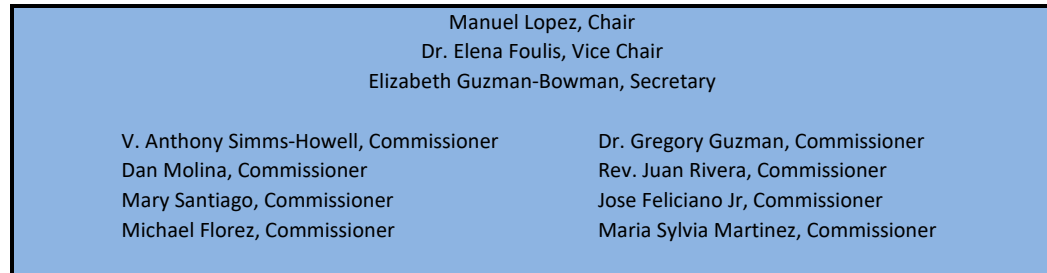 Manuel Lopez, Chair
Dr. Elena Foulis, Vice Chair
Elizabeth Guzman-Bowman, Secretary
V. Anthony Simms-Howell, Commissioner
Dan Molina, Commissioner
Mary Santiago, Commissioner
Michael Florez, Commissioner
Dr. Gregory Guzman, Commissioner
Rev. Juan Rivera, Commissioner
Jose Feliciano Jr, Commissioner
Maria Sylvia Martinez, Commissioner